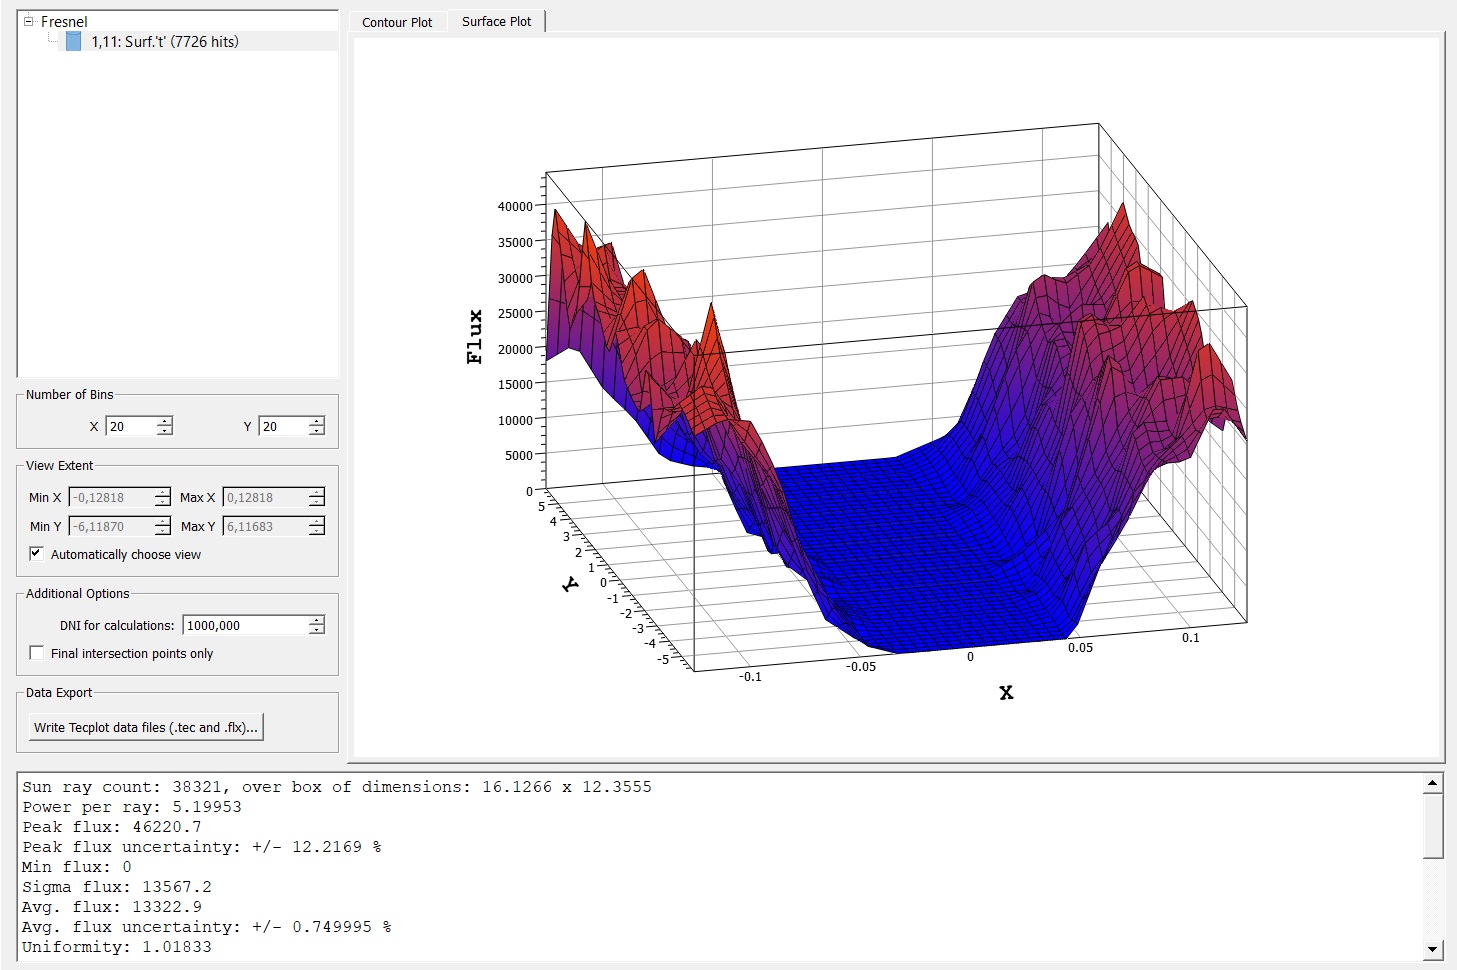 Fresnel
1,11: Surf.'t' (7726 hits)
Number of Bins
X 20 Y 20
View Extent
Min X -0,12818 Max X 0,12818
Min Y -6,11870 Max Y 6,11683
Automatically choose view
Additional Options
DNI for calculations: 1000,000
Final intersection points only
Data Export
Write Tecplot data files (.tec and .flx)...
Contour Plot Surface Plot
Flux
40000
35000
30000
25000
20000
15000
10000
5000
0
5
4
3
2
1
0
-1
-2
-3
-4
-5
Y
-0.1
-0.05
0
0.05
0.1
X
Sun ray count: 38321, over box of dimensions: 16.1266 x 12.3555
Power per ray: 5.19953
Peak flux: 46220.7
Peak flux uncertainty: +/- 12.2169 %
Min flux: 0
Sigma flux: 13567.2
Avg. flux: 13322.9
Avg. flux uncertainty: +/- 0.749995 %
Uniformity: 1.01833